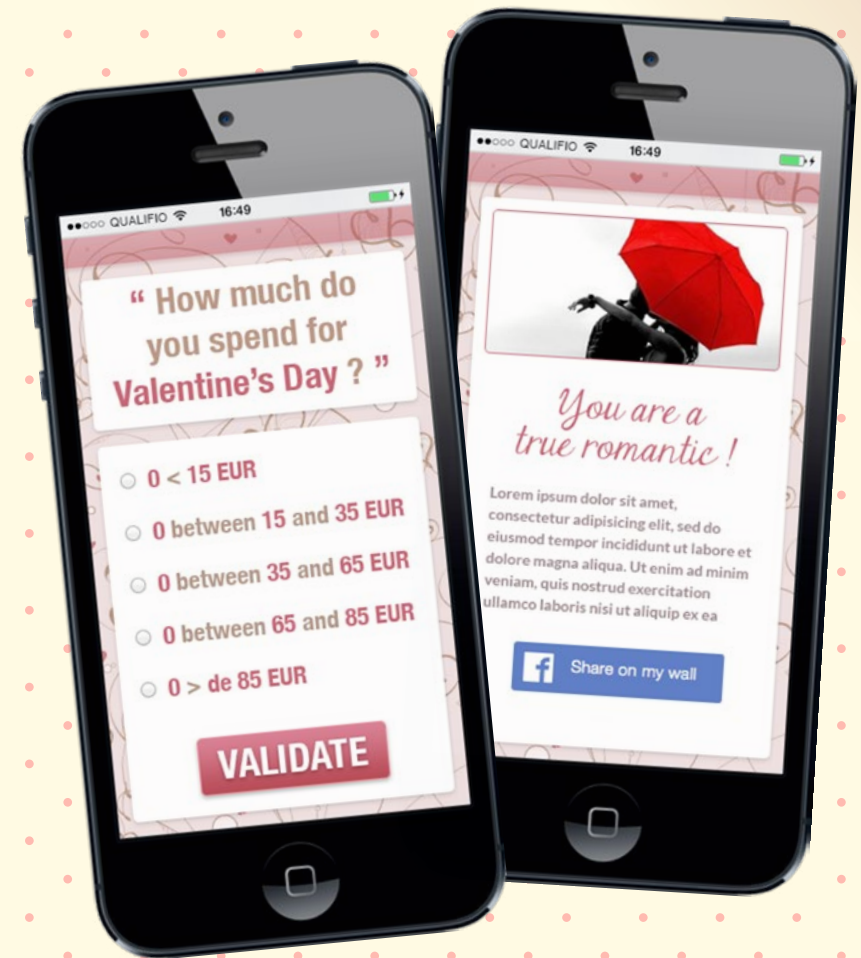 QUALIFIO 16:49
“ How much do
you spend for
Valentine's Day ? ”
0 < 15 EUR
0 between 15 and 35 EUR
0 between 35 and 65 EUR
0 between 65 and 85 EUR
0 > de 85 EUR
VALIDATE
QUALIFIO 16:49
You are a
true romantic !
Lorem ipsum dolor sit amet,
consectetur adipisicing elit, sed do
eiusmod tempor incididunt ut labore et
dolore magna aliqua. Ut enim ad minim
veniam, quis nostrud exercitation
ullamco laboris nisi ut aliquip ex ea
f Share on my wall